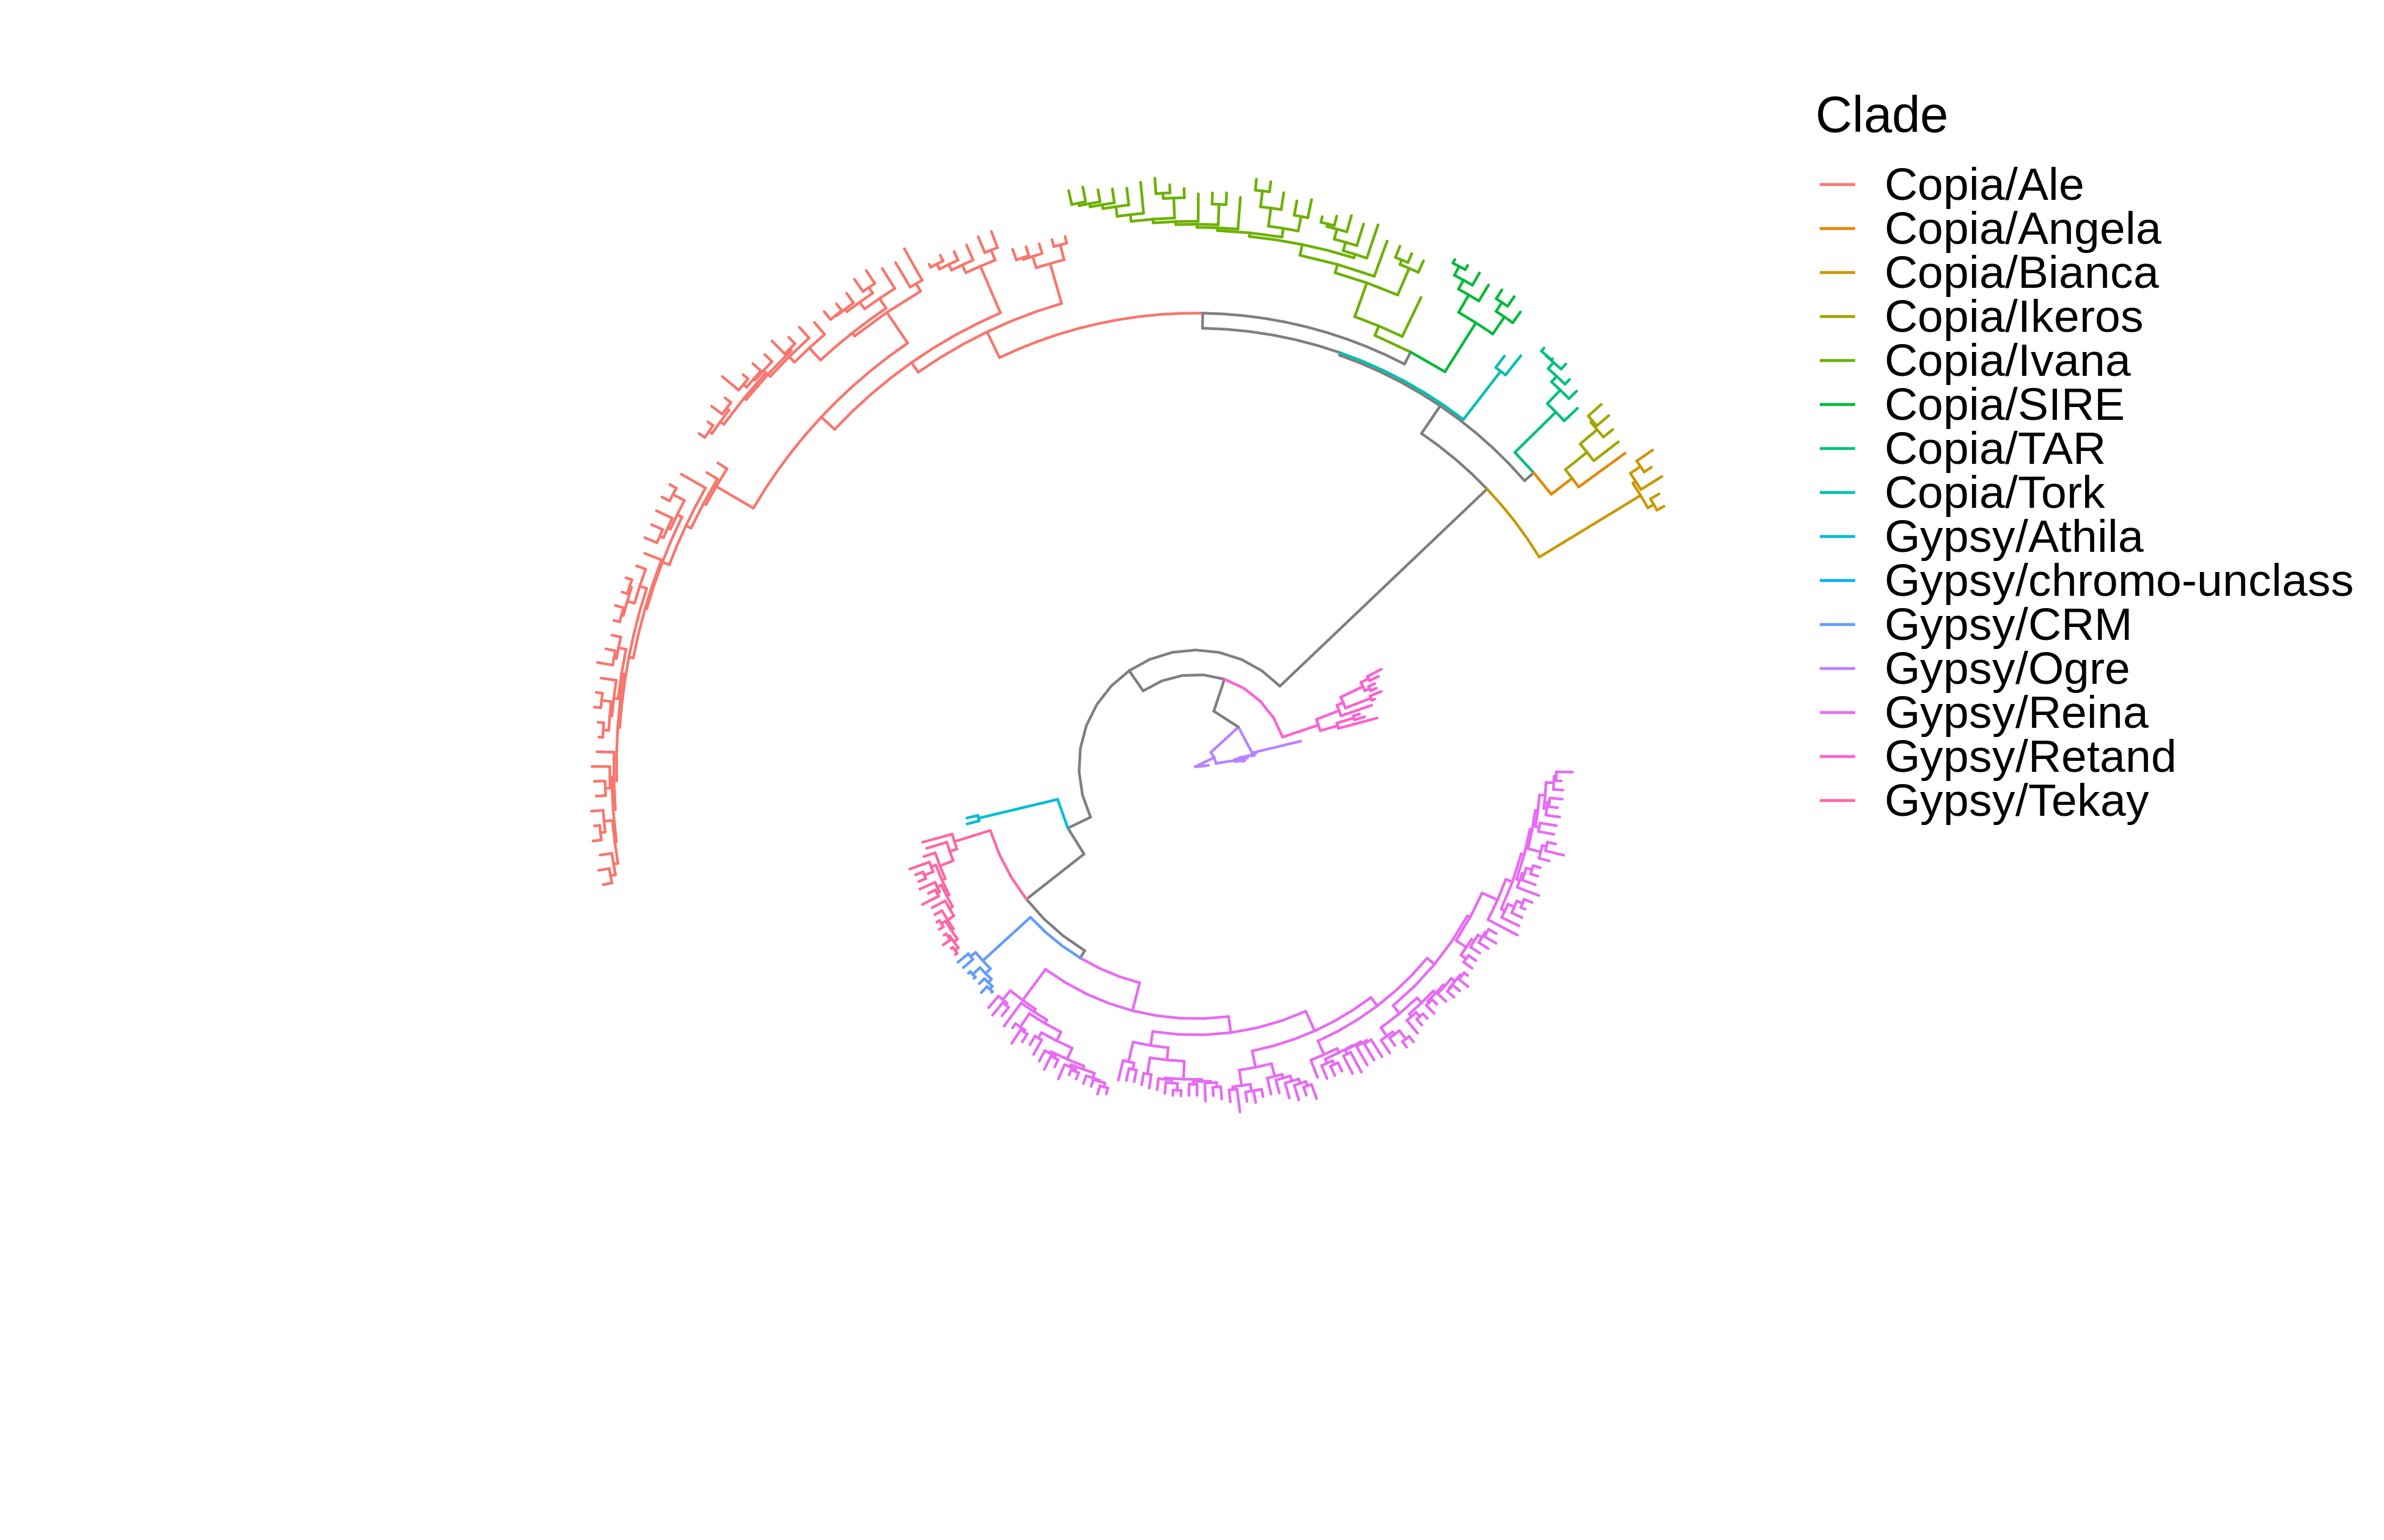 Clade
Copia/Ale
Copia/Angela
Copia/Bianca
Copia/Ikeros
Copia/Ivana
Copia/SIRE
Copia/TAR
Copia/Tork
Gypsy/Athila
Gypsy/chromo-unclass
Gypsy/CRM
Gypsy/Ogre
Gypsy/Reina
Gypsy/Retand
Gypsy/Tekay